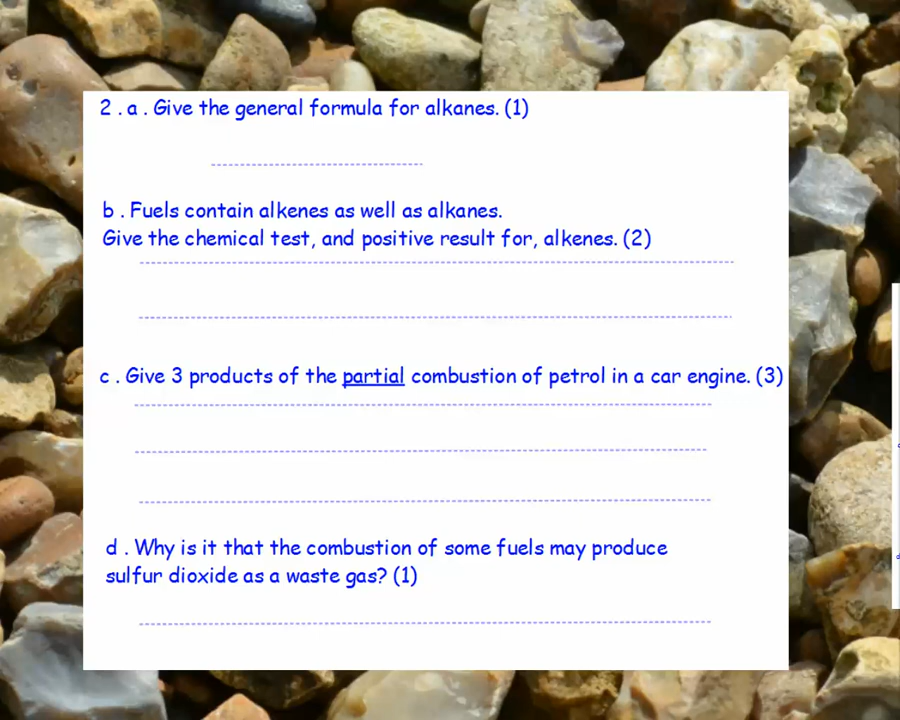 2 . a . Give the general formula for alkanes. (1)
b . Fuels contain alkenes as well as alkanes.
Give the chemical test, and positive result for, alkenes. (2)
c . Give 3 products of the partial combustion of petrol in a car engine. (3)
d . Why is it that the combustion of some fuels may produce
sulfur dioxide as a waste gas? (1)